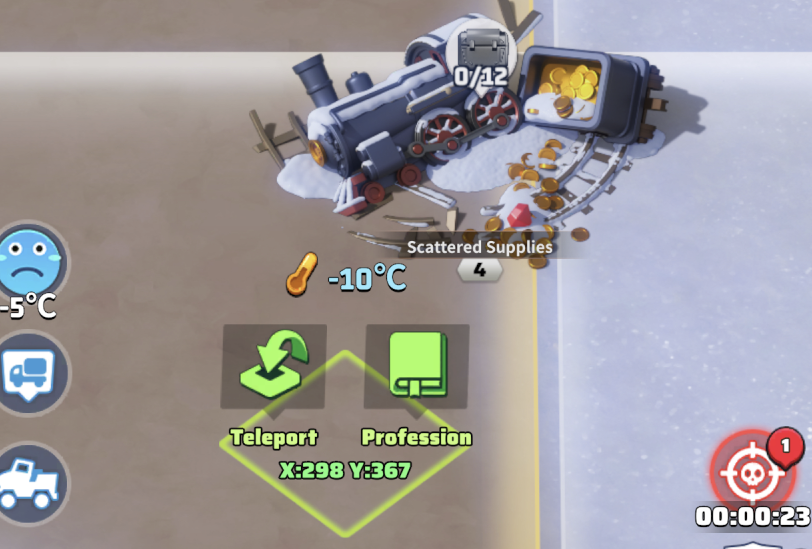 0/12
Scattered Supplies
4
-10°C
-5°C
Teleport
Profession
X:298 Y:367
1
00:00:23